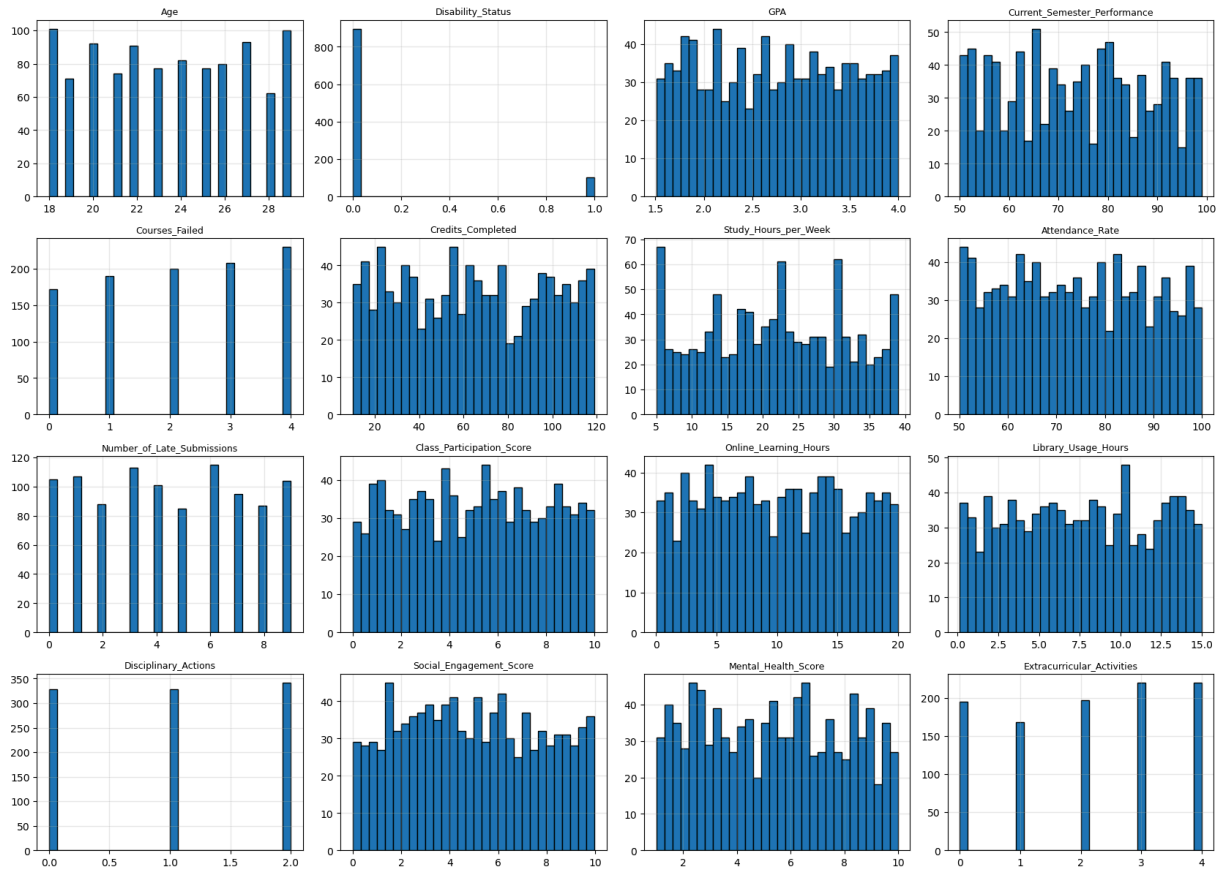 Age
100
80
60
40
20
0
18 20 22 24 26 28
Disability_Status
800
600
400
200
0
0.0 0.2 0.4 0.6 0.8 1.0
GPA
40
30
20
10
0
1.5 2.0 2.5 3.0 3.5 4.0
Current_Semester_Performance
50
40
30
20
10
0
50 60 70 80 90 100
Courses_Failed
200
150
100
50
0
0 1 2 3 4
Credits_Completed
40
30
20
10
0
20 40 60 80 100 120
Study_Hours_per_Week
70
60
50
40
30
20
10
0
5 10 15 20 25 30 35 40
Attendance_Rate
40
30
20
10
0
50 60 70 80 90 100
Number_of_Late_Submissions
120
100
80
60
40
20
0
0 2 4 6 8
Class_Participation_Score
40
30
20
10
0
0 2 4 6 8 10
Online_Learning_Hours
40
30
20
10
0
0 5 10 15 20
Library_Usage_Hours
50
40
30
20
10
0
0.0 2.5 5.0 7.5 10.0 12.5 15.0
Disciplinary_Actions
350
300
250
200
150
100
50
0
0.0 0.5 1.0 1.5 2.0
Social_Engagement_Score
40
30
20
10
0
0 2 4 6 8 10
Mental_Health_Score
40
30
20
10
0
2 4 6 8 10
Extracurricular_Activities
200
150
100
50
0
0 1 2 3 4